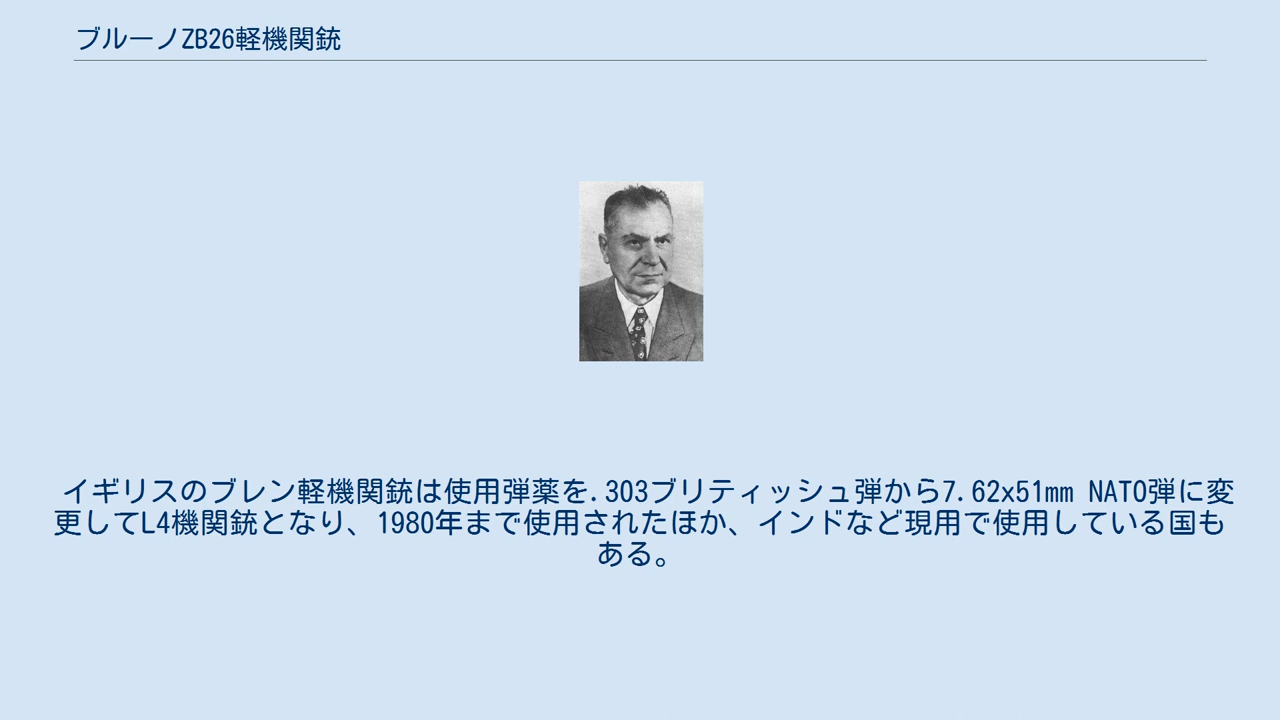 ブルーノZB26軽機関銃
イギリスのブレン軽機関銃は使用弾薬を.303ブリティッシュ弾から7.62x51mm NATO弾に変
更してL4機関銃となり、1980年まで使用されたほか、インドなど現用で使用している国も
ある。